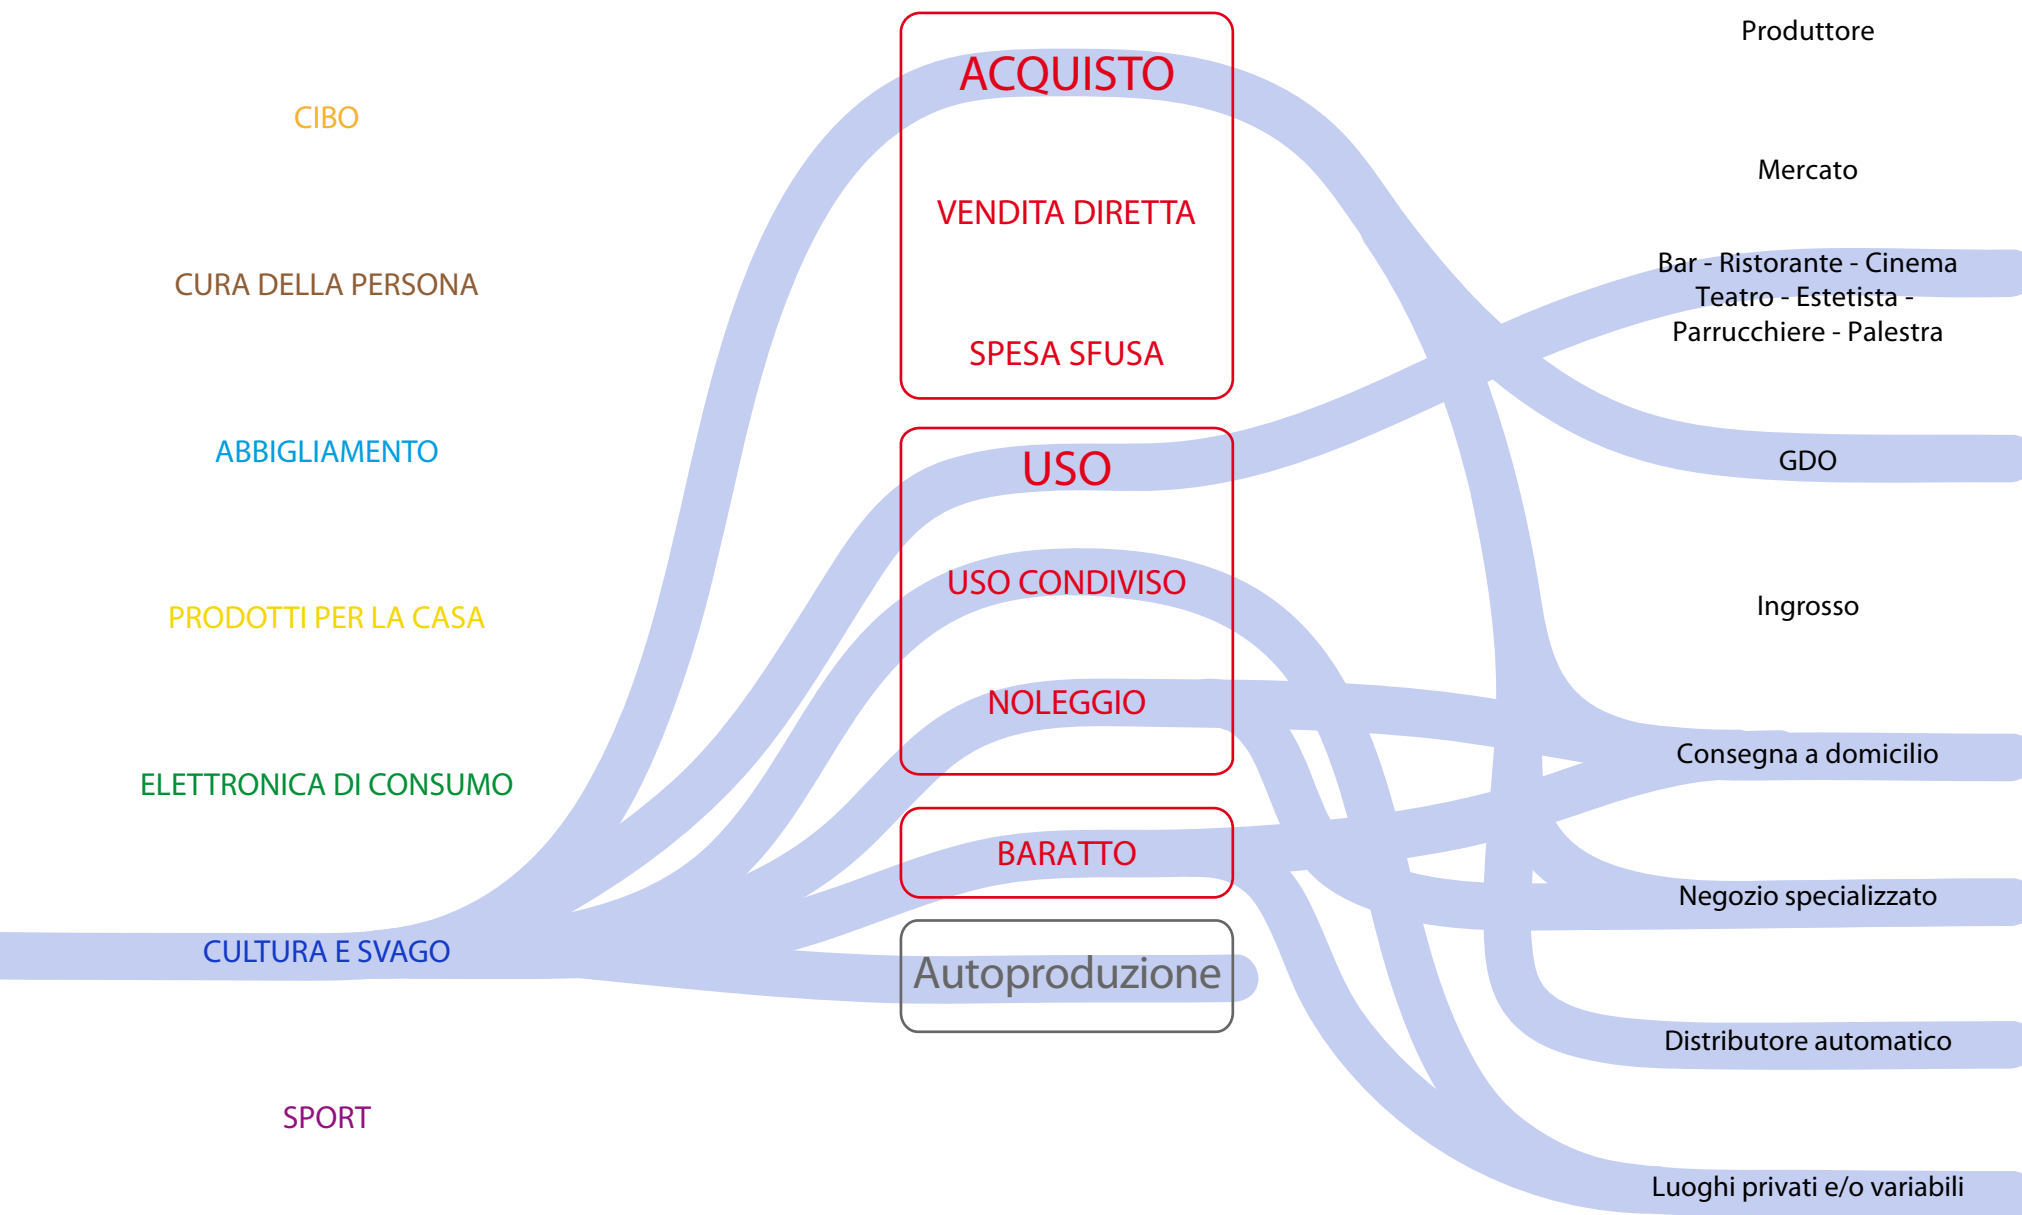 CIBO
CURA DELLA PERSONA
ABBIGLIAMENTO
PRODOTTI PER LA CASA
ELETTRONICA DI CONSUMO
CULTURA E SVAGO
SPORT
ACQUISTO
VENDITA DIRETTA
SPESA SFUSA
USO
USO CONDIVISO
NOLEGGIO
BARATTO
Autoproduzione
Produttore
Mercato
Bar - Ristorante - Cinema
Teatro - Estetista -
Parrucchiere - Palestra
GDO
Ingrosso
Consegna a domicilio
Negozio specializzato
Distributore automatico
Luoghi privati e/o variabili